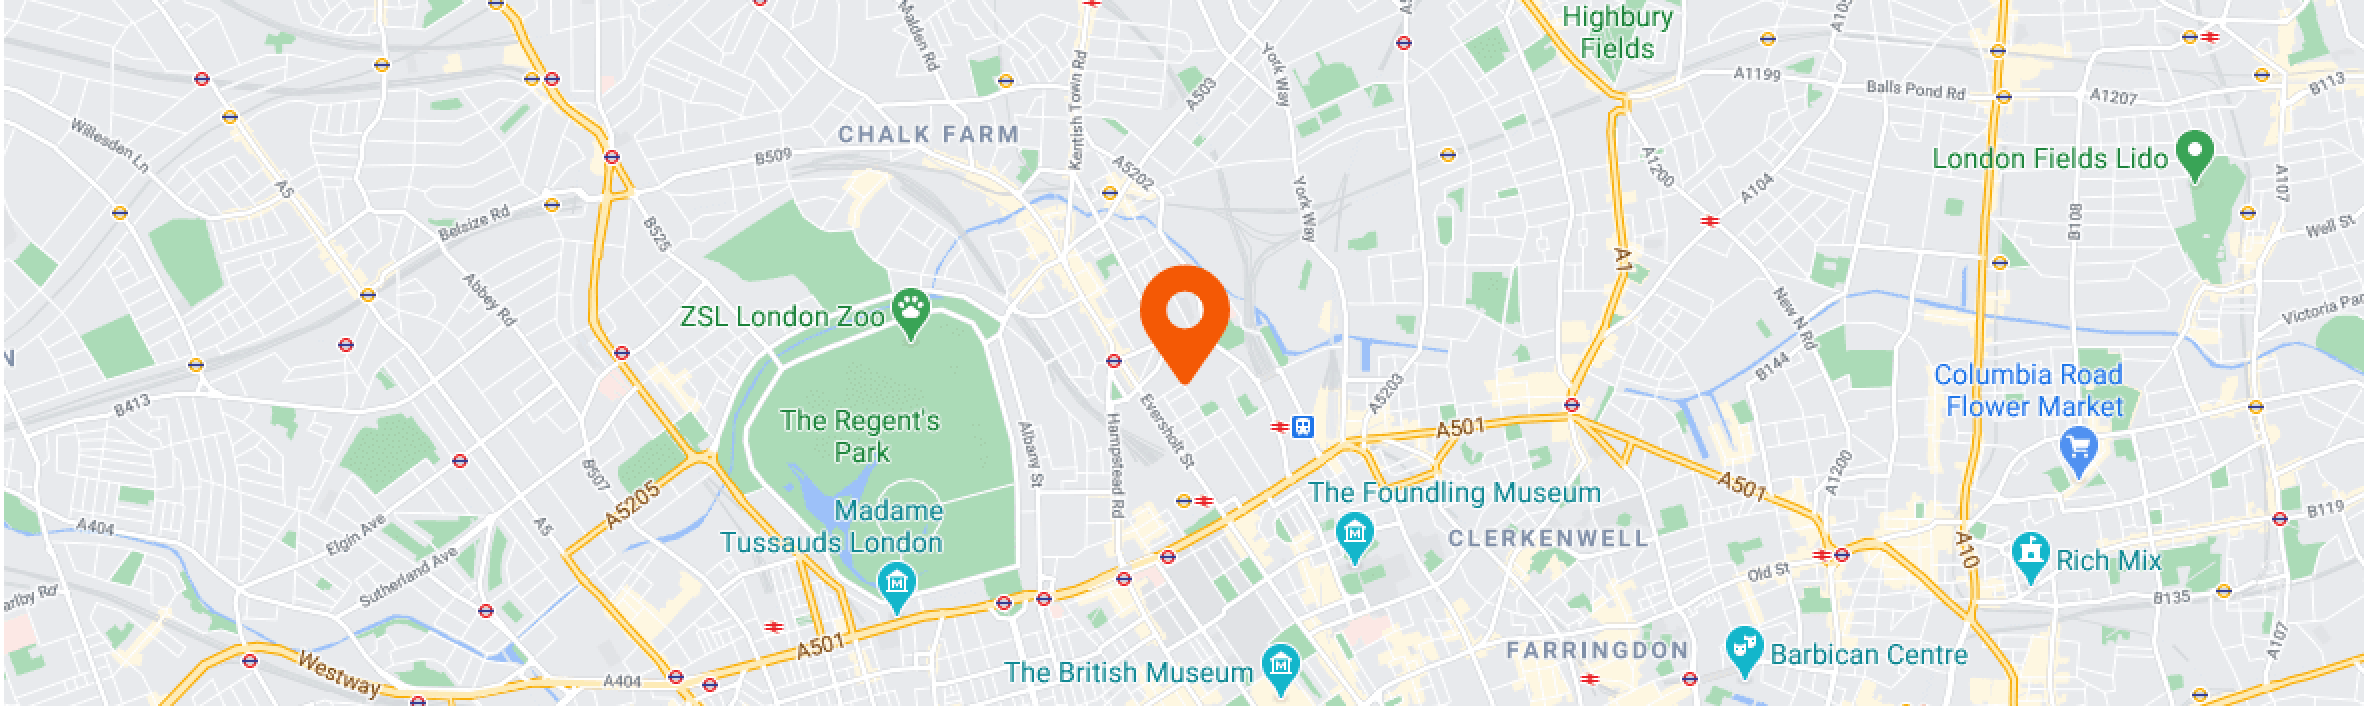 Highbury
Fields
Malden Rd
Kentish Town Rd
York Way
A503
A1199
Balls Pond Rd
A1207
B113
Willesden Ln
CHALK FARM
B509
A5202
A1200
A104
London Fields Lido
A107
A5
Belsize Rd
B525
York Way
B108
Well St
A1
Abbey Rd
ZSL London Zoo
New N Rd
Victoria Par
N
B413
The Regent's
Park
Albany St
Hampstead Rd
Eversholt St
A5203
A501
B144
Columbia Road
Flower Market
B507
A5205
A5
Madame
Tussauds London
The Foundling Museum
A501
A1200
A404
Elgin Ave
Sutherland Ave
CLERKENWELL
Old St
A10
Rich Mix
B119
arlby Rd
B135
Westway
A404
A501
The British Museum
FARRINGDON
Barbican Centre
A107